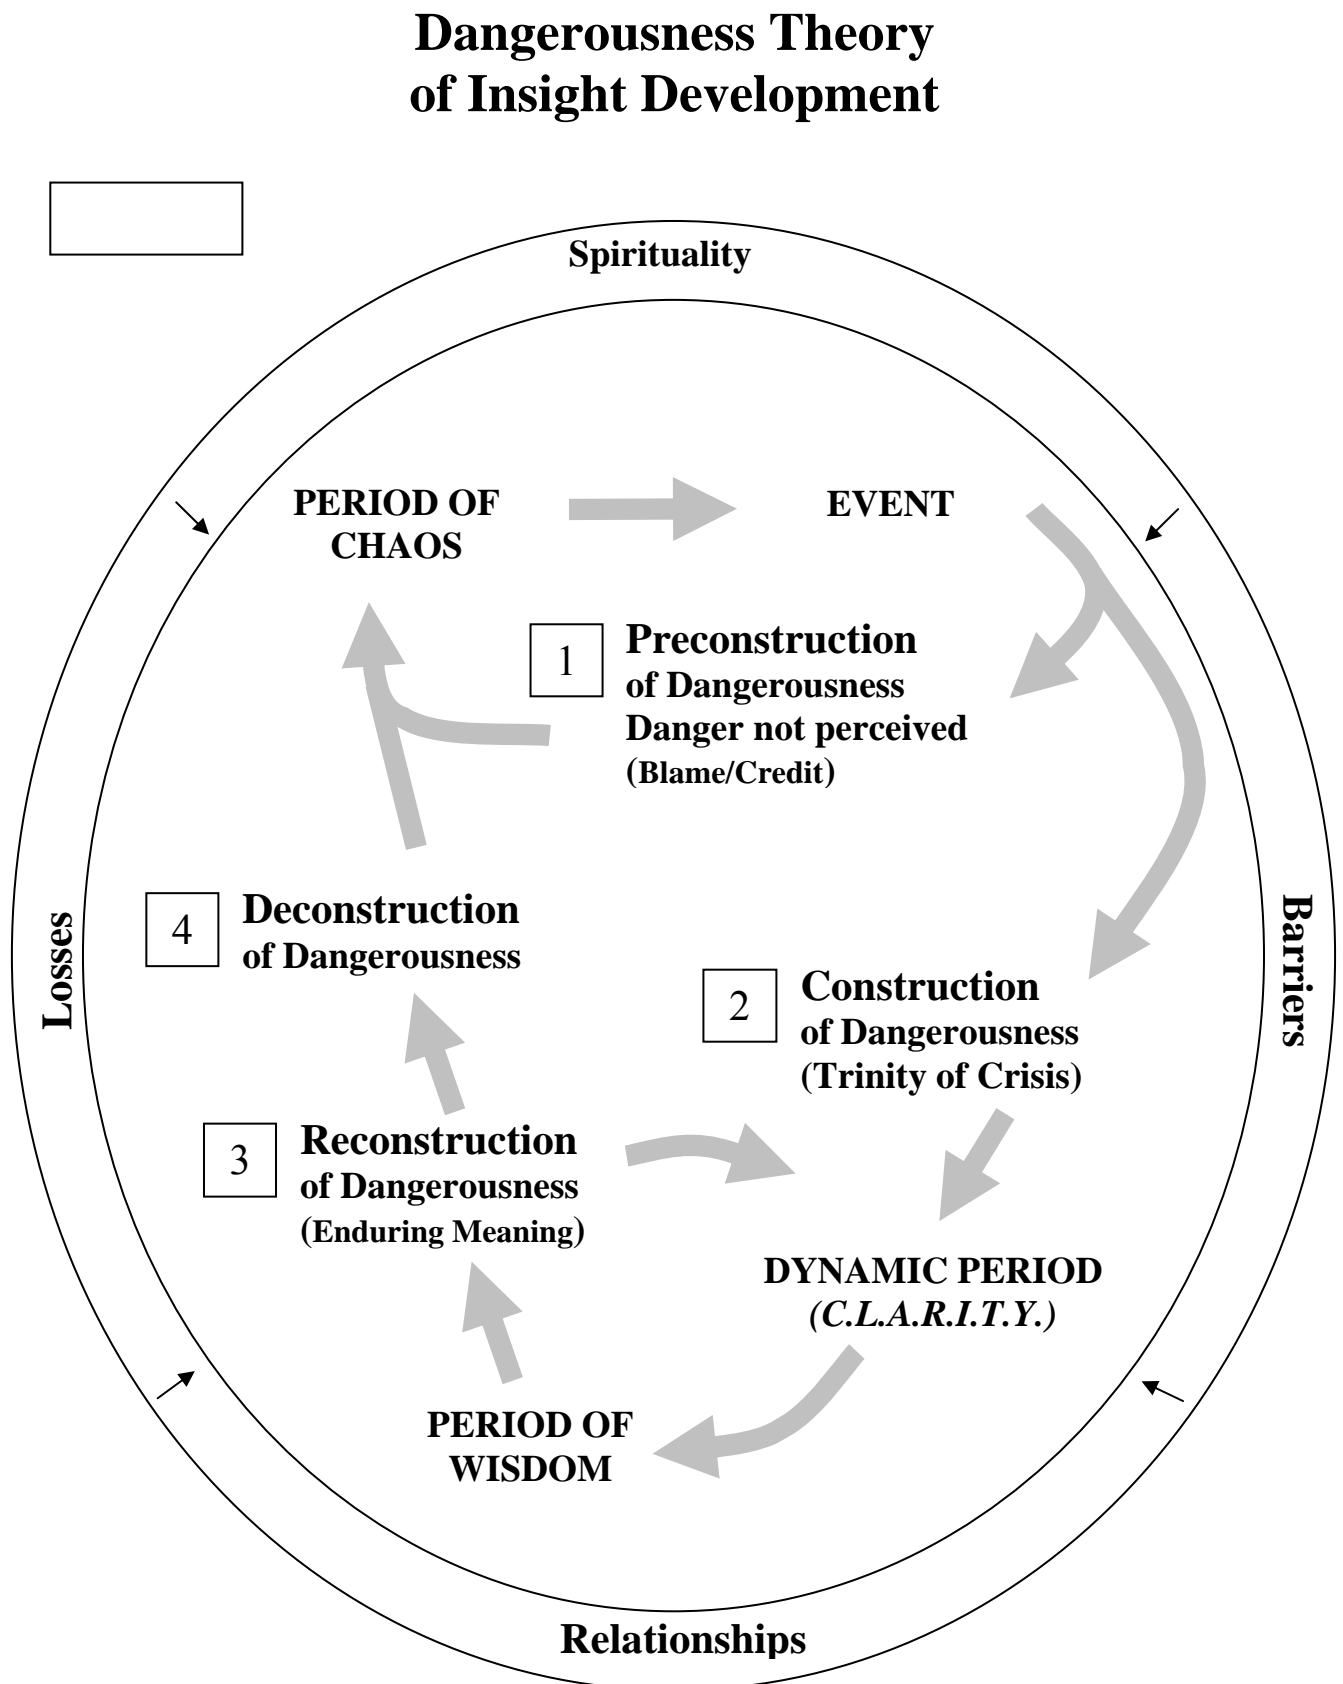 Dangerousness Theory
of Insight Development
Spirituality
PERIOD OF
CHAOS
EVENT
1
Preconstruction
of Dangerousness
Danger not perceived
(Blame/Credit)
Losses
Barriers
4
Deconstruction
of Dangerousness
2
Construction
of Dangerousness
(Trinity of Crisis)
3
Reconstruction
of Dangerousness
(Enduring Meaning)
DYNAMIC PERIOD
(C.L.A.R.I.T.Y.)
PERIOD OF
WISDOM
Relationships